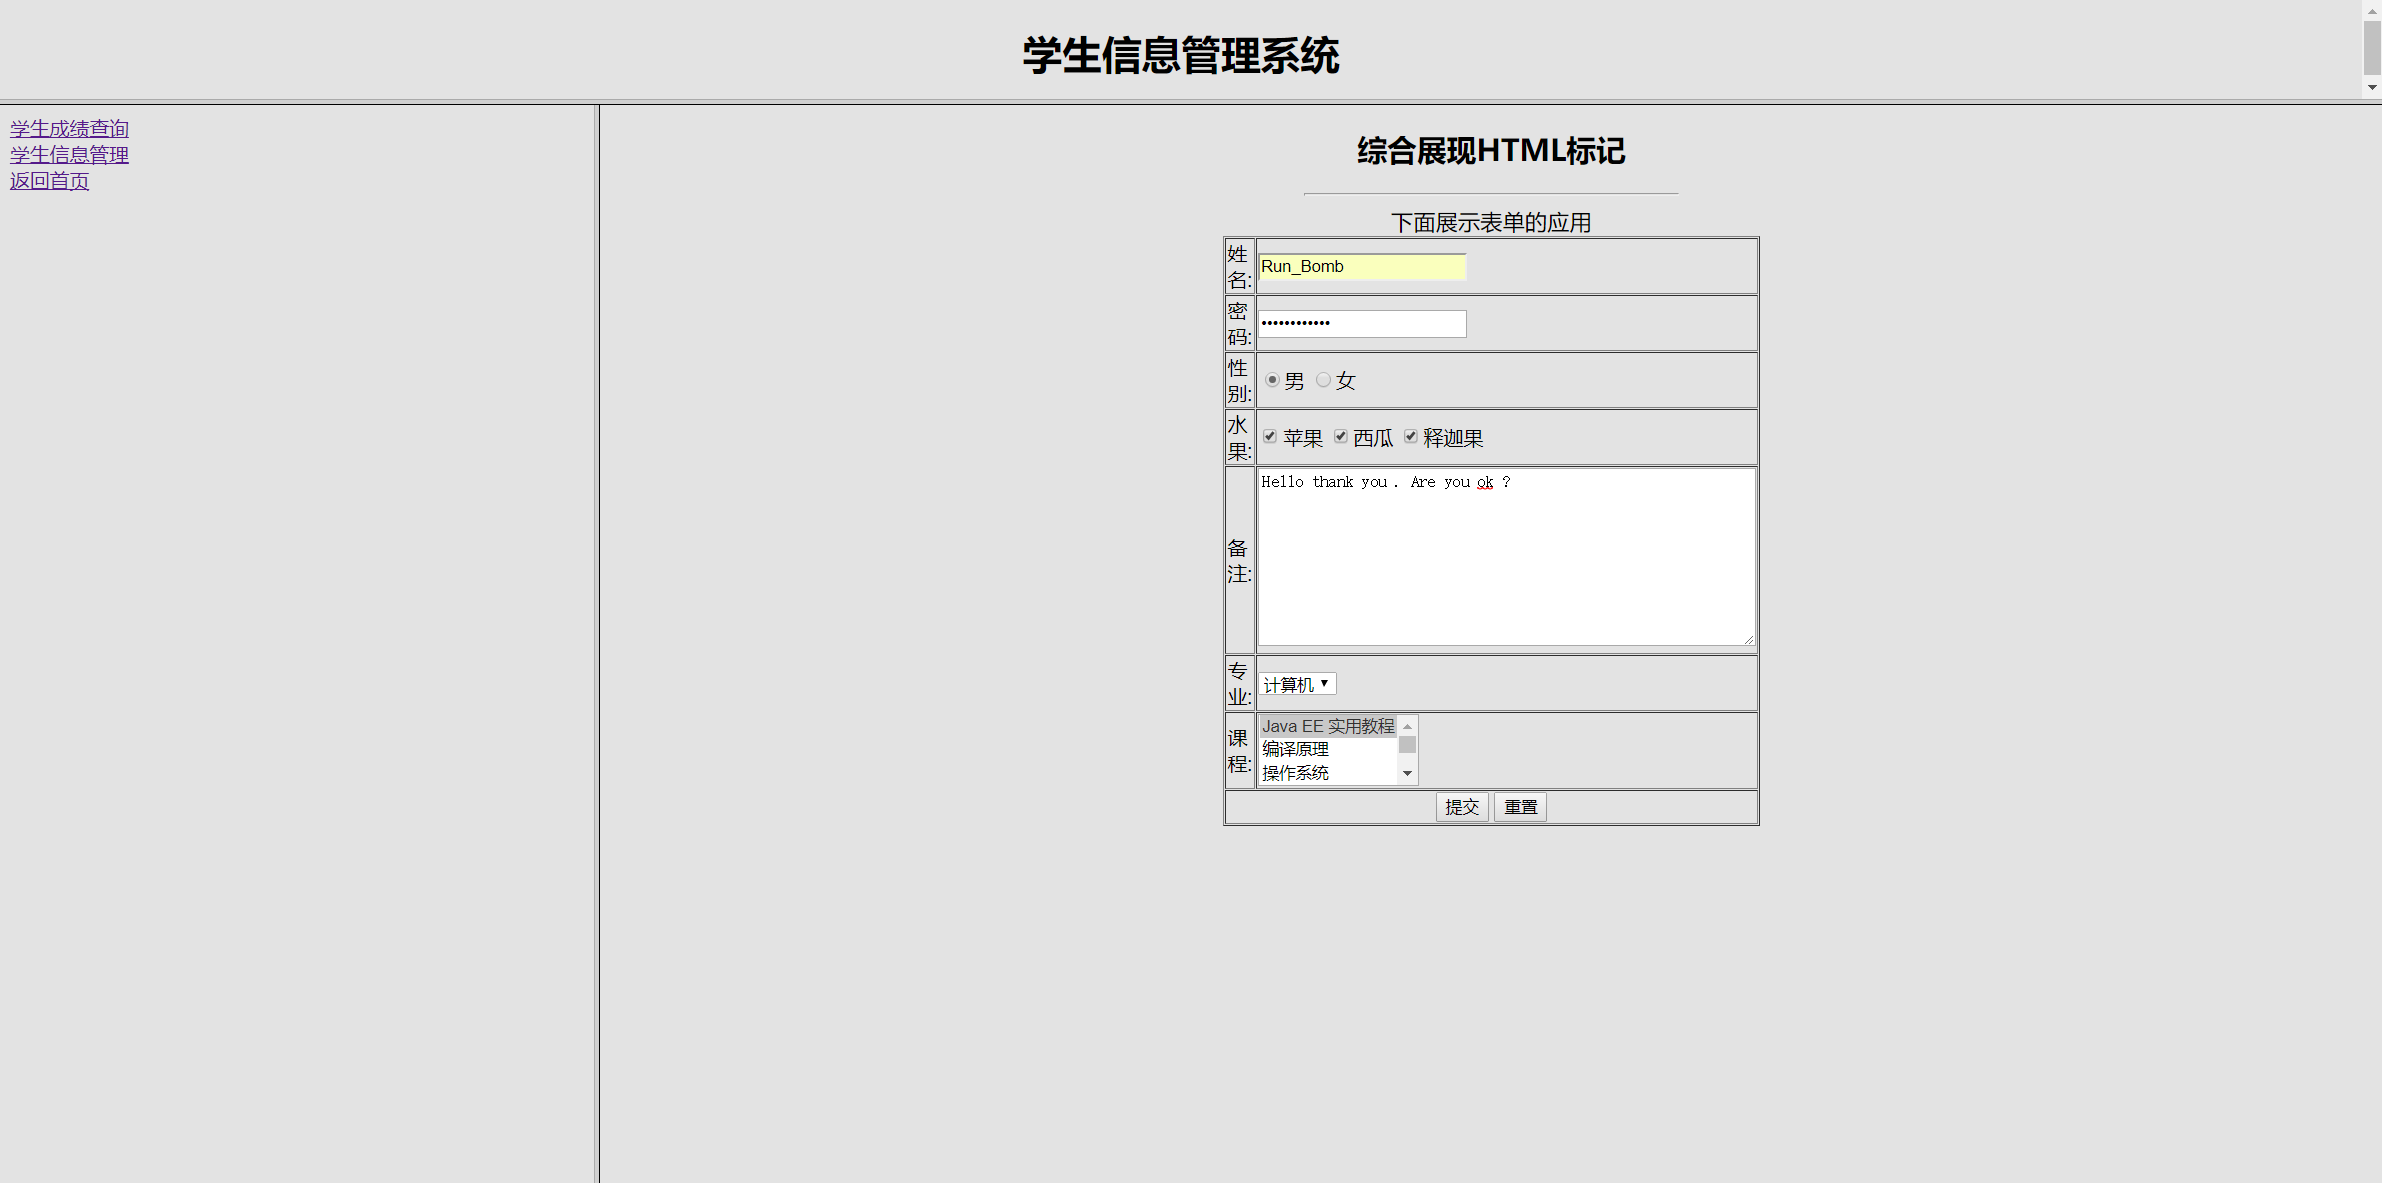 学生信息管理系统
学生成绩查询
学生信息管理
返回首页
综合展现HTML标记
下面展示表单的应用
姓
名:
Run_Bomb
密
码:
••••••••••••
性
别:
男 女
水
果:
苹果 西瓜 释迦果
备
注:
Hello thank you . Are you ok ?
专
业:
计算机
课
程:
Java EE 实用教程
编译原理
操作系统
提交 重置